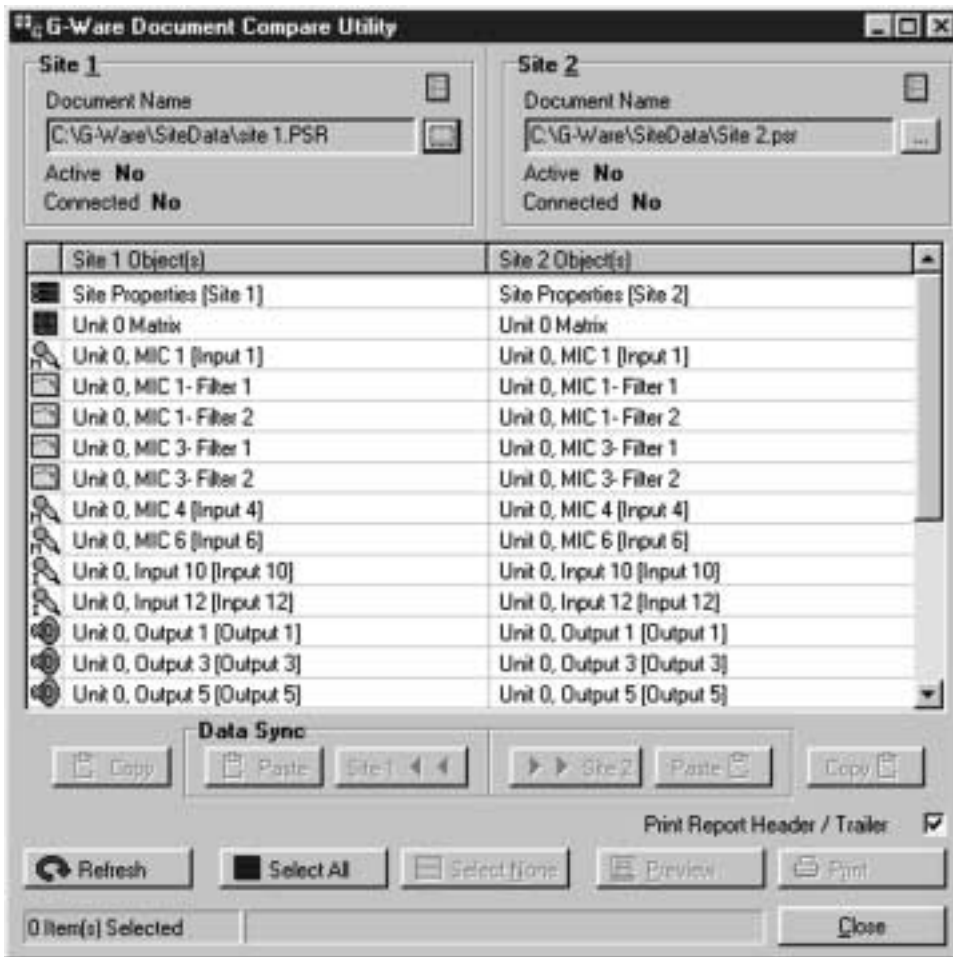 G-Ware Document Compare Utility
Site 1
Document Name
C:\G-Ware\SiteData\site 1.PSR
...
Active No
Connected No
Site 2
Document Name
C:\G-Ware\SiteData\Site 2.psr
...
Active No
Connected No
Site 1 Object(s) Site 2 Object(s)
Site Properties [Site 1] Site Properties [Site 2]
Unit 0 Matrix Unit 0 Matrix
Unit 0, MIC 1 [Input 1] Unit 0, MIC 1 [Input 1]
Unit 0, MIC 1- Filter 1 Unit 0, MIC 1- Filter 1
Unit 0, MIC 1- Filter 2 Unit 0, MIC 1- Filter 2
Unit 0, MIC 3- Filter 1 Unit 0, MIC 3- Filter 1
Unit 0, MIC 3- Filter 2 Unit 0, MIC 3- Filter 2
Unit 0, MIC 4 [Input 4] Unit 0, MIC 4 [Input 4]
Unit 0, MIC 6 [Input 6] Unit 0, MIC 6 [Input 6]
Unit 0, Input 10 [Input 10] Unit 0, Input 10 [Input 10]
Unit 0, Input 12 [Input 12] Unit 0, Input 12 [Input 12]
Unit 0, Output 1 [Output 1] Unit 0, Output 1 [Output 1]
Unit 0, Output 3 [Output 3] Unit 0, Output 3 [Output 3]
Unit 0, Output 5 [Output 5] Unit 0, Output 5 [Output 5]
Data Sync
Copy Paste Site 1 Site 2 Paste Copy
Print Report Header / Trailer
Refresh Select All Select None Preview Print
0 Item(s) Selected Close